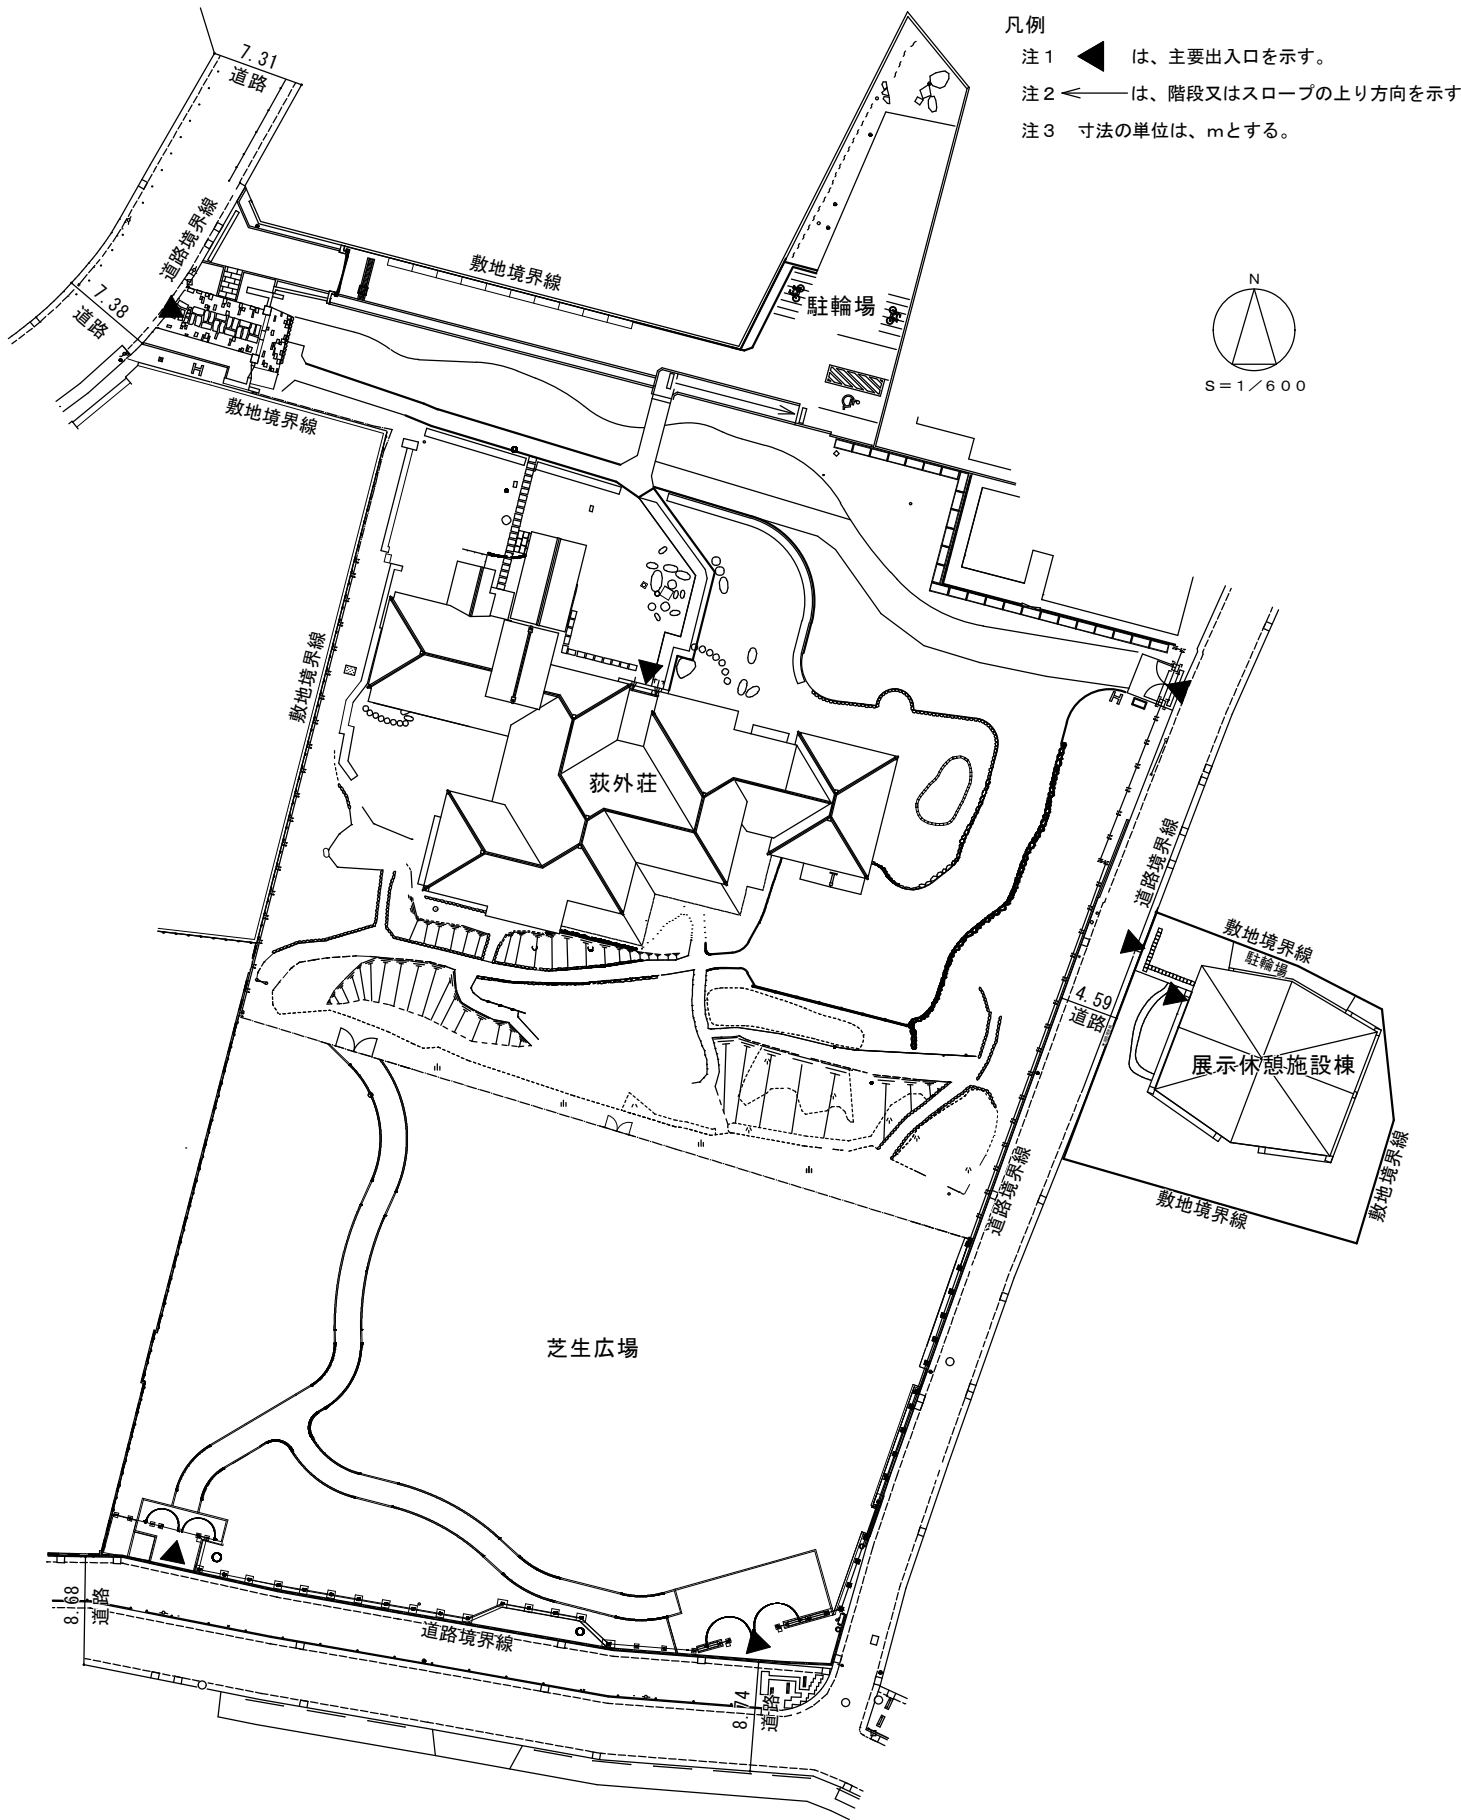 凡例
注1 ◀ は、主要出入口を示す。
注2 ← は、階段又はスロープの上り方向を示す
注3 寸法の単位は、mとする。
7.31
道路
道路境界線
敷地境界線
7.38
道路
駐輪場
N
S=1/600
敷地境界線
敷地境界線
荻外荘
道路境界線
敷地境界線
駐輪場
4.59
道路
展示休憩施設棟
道路境界線
敷地境界線
敷地境界線
芝生広場
8.68
道路
道路境界線
8.74
道路